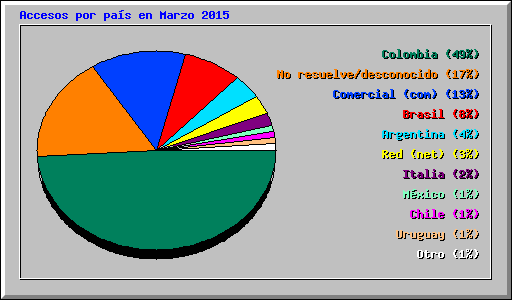 Accesos por país en Marzo 2015
Colombia (49%)
No resuelve/desconocido (17%)
Comercial (com) (13%)
Brasil (8%)
Argentina (4%)
Red (net) (3%)
Italia (2%)
México (1%)
Chile (1%)
Uruguay (1%)
Otro (1%)